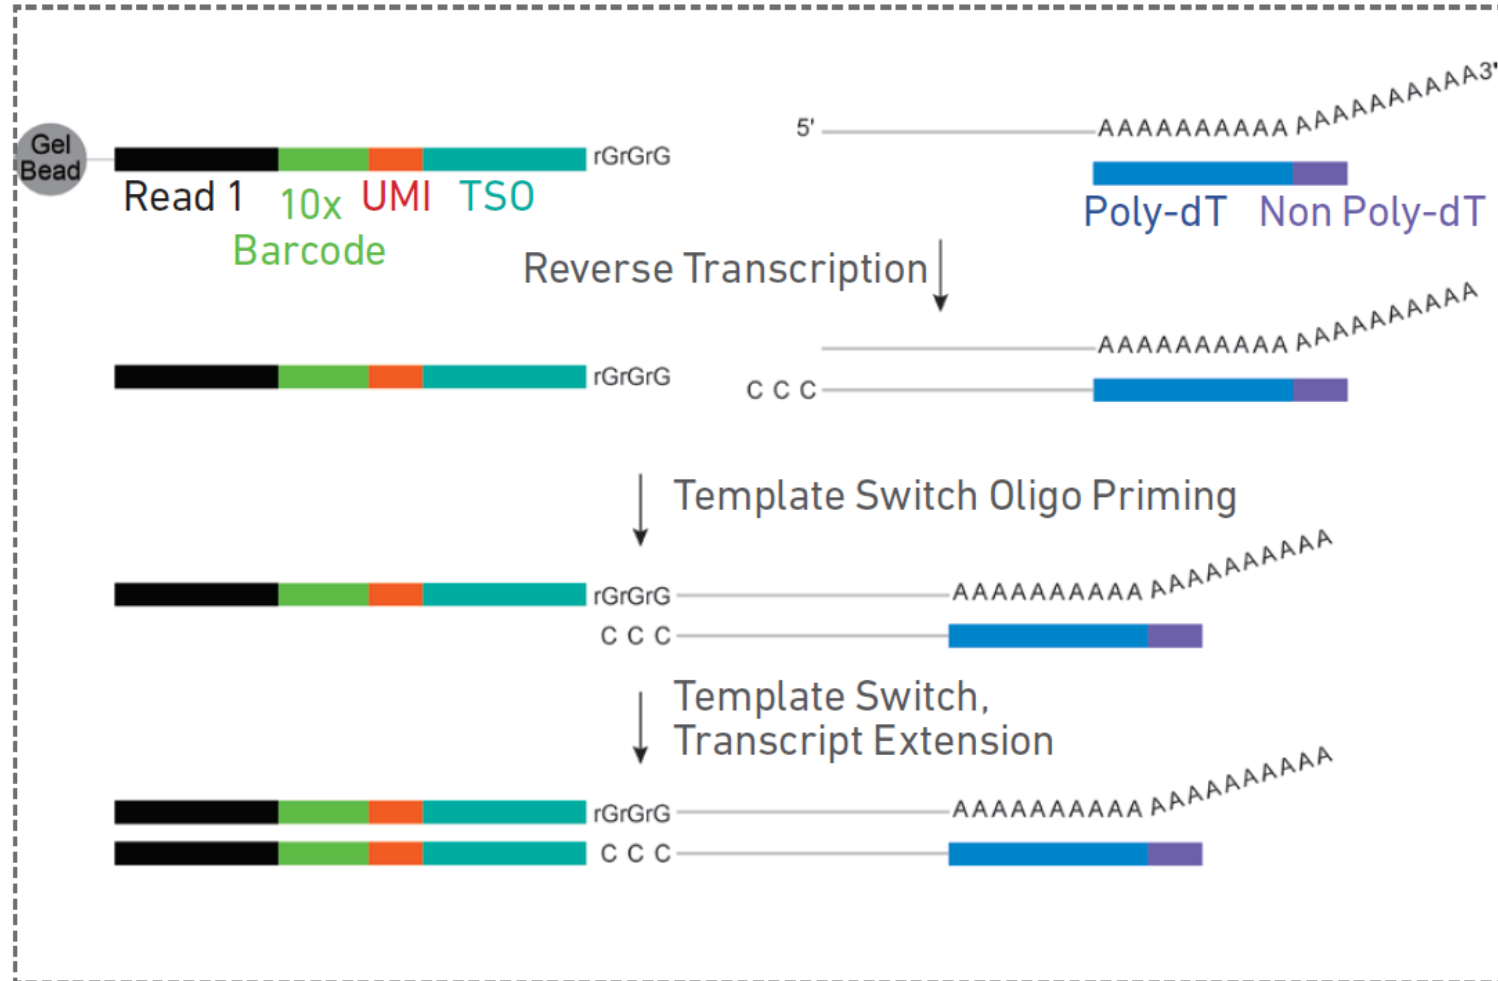 5' AAAAAAAAAA AAAAAAAAAA3'
Gel
Bead
rGrGrG
Read 1
10x
Barcode
UMI
TSO
Poly-dT
Non Poly-dT
Reverse Transcription
AAAAAAAAAA AAAAAAAAAA
rGrGrG
C C C
Template Switch Oligo Priming
rGrGrG
AAAAAAAAAA AAAAAAAAAA
C C C
Template Switch,
Transcript Extension
rGrGrG
AAAAAAAAAA AAAAAAAAAA
C C C